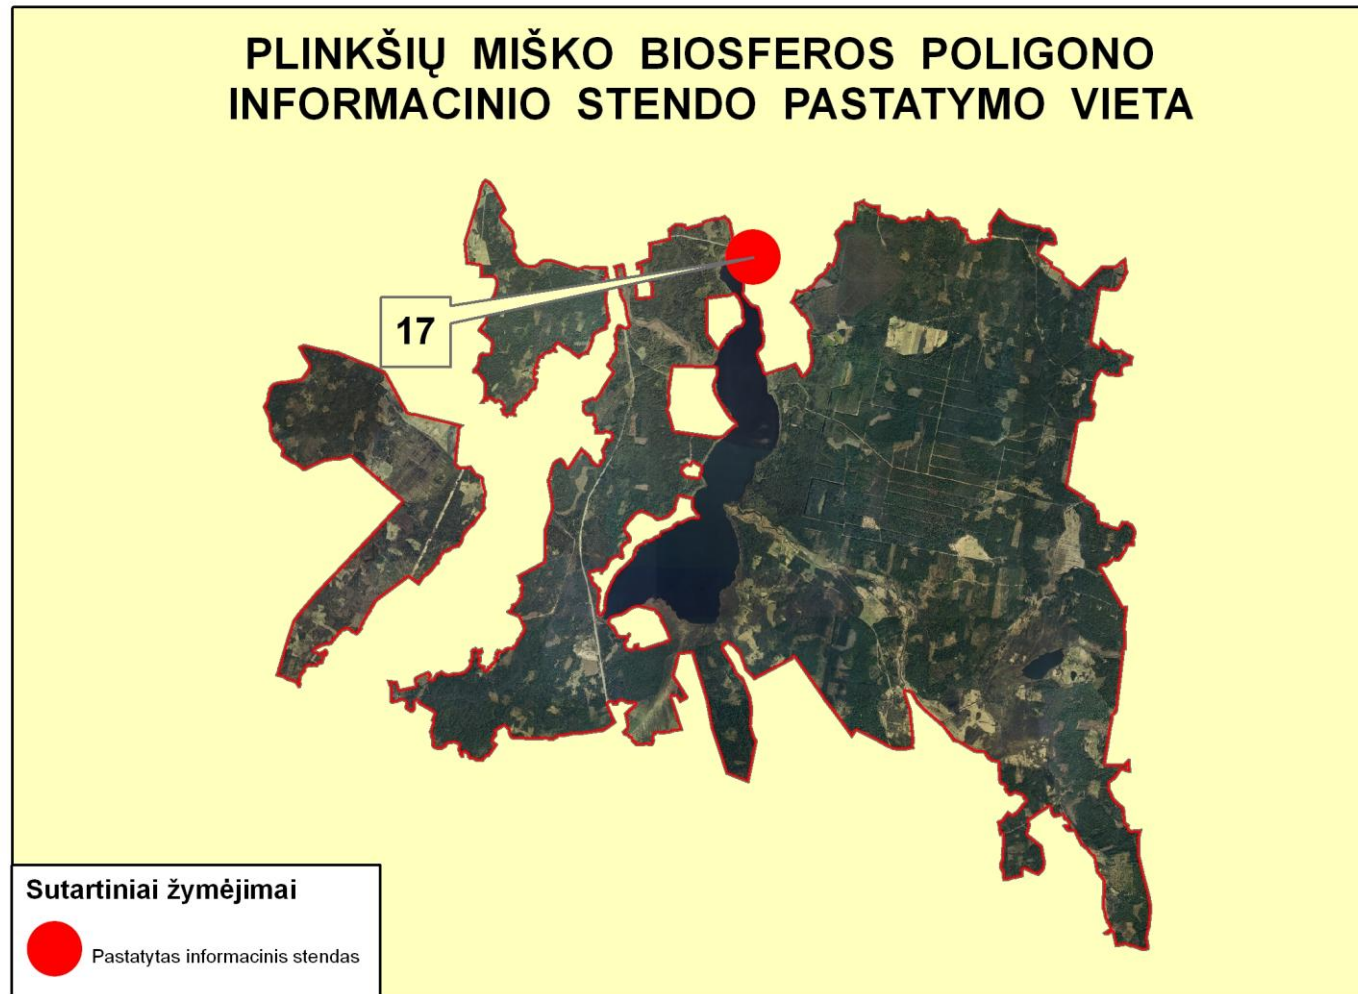 PLINKŠIŲ MIŠKO BIOSFEROS POLIGONO
INFORMACINIO STENDO PASTATYMO VIETA
17
Sutartiniai žymėjimai
Pastatytas informacinis stendas